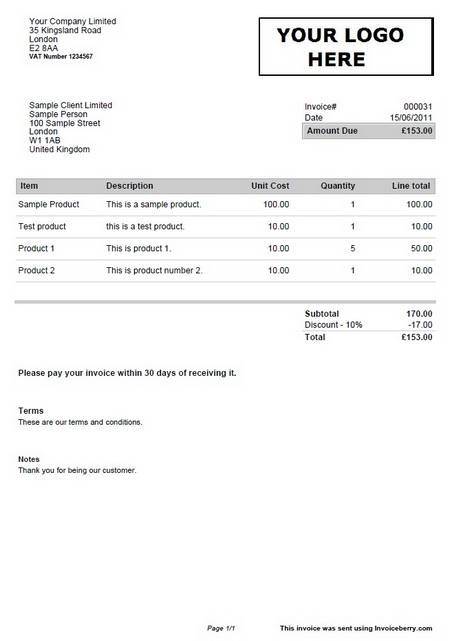 Your Company Limited
35 Kingsland Road
London
E2 8AA
VAT Number 1234567
YOUR LOGO
HERE
Sample Client Limited
Sample Person
100 Sample Street
London
W1 1AB
United Kingdom
Invoice# 000031
Date 15/06/2011
Amount Due £153.00
Item Description Unit Cost Quantity Line total
Sample Product This is a sample product. 100.00 1 100.00
Test product this is a test product. 10.00 1 10.00
Product 1 This is product 1. 10.00 5 50.00
Product 2 This is product number 2. 10.00 1 10.00
Subtotal 170.00
Discount - 10% -17.00
Total £153.00
Please pay your invoice within 30 days of receiving it.
Terms
These are our terms and conditions.
Notes
Thank you for being our customer.
Page 1/1 This invoice was sent using Invoiceberry.com